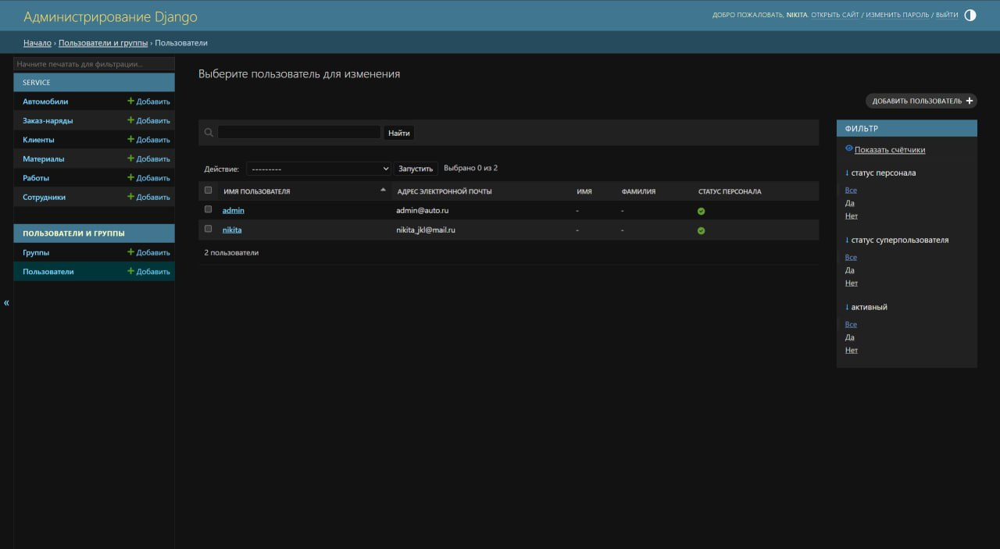 Администрирование Django
ДОБРО ПОЖАЛОВАТЬ, NIKITA. ОТКРЫТЬ САЙТ / ИЗМЕНИТЬ ПАРОЛЬ / ВЫЙТИ
Начало › Пользователи и группы › Пользователи
Начните печатать для фильтрации...
SERVICE
Автомобили + Добавить
Заказ-наряды + Добавить
Клиенты + Добавить
Материалы + Добавить
Работы + Добавить
Сотрудники + Добавить
ПОЛЬЗОВАТЕЛИ И ГРУППЫ
Группы + Добавить
Пользователи + Добавить
«
Выберите пользователь для изменения
ДОБАВИТЬ ПОЛЬЗОВАТЕЛЬ +
Найти
Действие: --------- Запустить Выбрано 0 из 2
ИМЯ ПОЛЬЗОВАТЕЛЯ АДРЕС ЭЛЕКТРОННОЙ ПОЧТЫ ИМЯ ФАМИЛИЯ СТАТУС ПЕРСОНАЛА
admin admin@auto.ru - -
nikita nikita_jkl@mail.ru - -
2 пользователи
ФИЛЬТР
Показать счётчики
↓ статус персонала
Все
Да
Нет
↓ статус суперпользователя
Все
Да
Нет
↓ активный
Все
Да
Нет